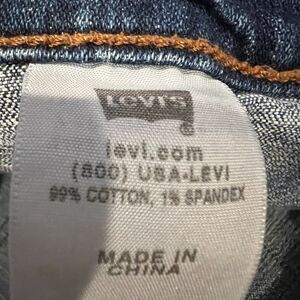 LEVI'S
®
levi.com
(800) USA-LEVI
99% COTTON, 1% SPANDEX
MADE IN
CHINA